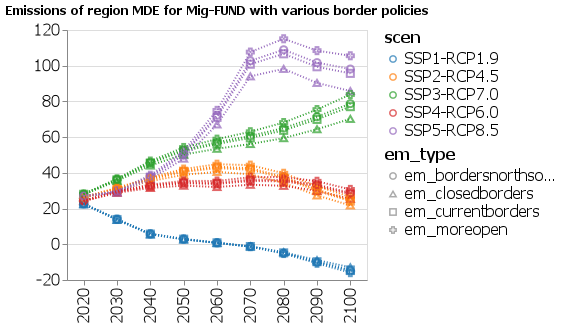 Emissions of region MDE for Mig-FUND with various border policies
120
100
80
60
40
20
0
−20
2020
2030
2040
2050
2060
2070
2080
2090
2100
scen
SSP1-RCP1.9
SSP2-RCP4.5
SSP3-RCP7.0
SSP4-RCP6.0
SSP5-RCP8.5
em_type
em_bordersnorthso…
em_closedborders
em_currentborders
em_moreopen